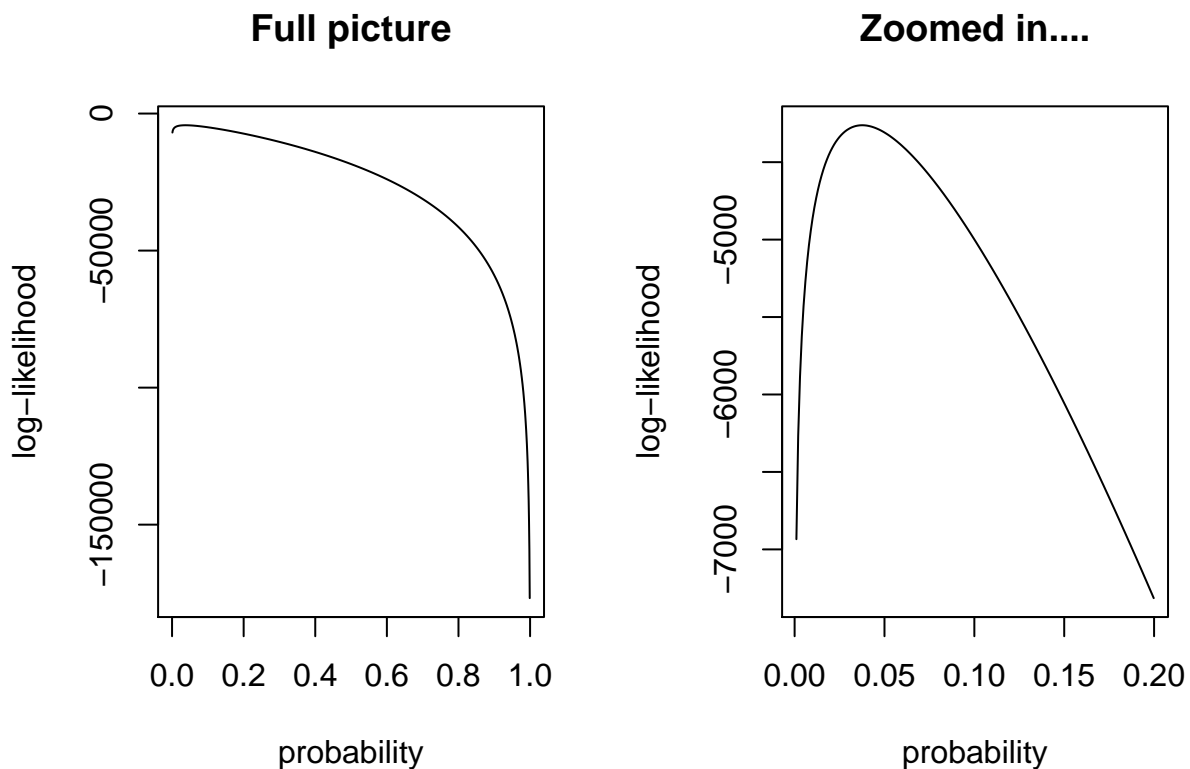 Full picture
0
−50000
−150000
log−likelihood
0.0 0.2 0.4 0.6 0.8 1.0
probability
Zoomed in....
−5000
−6000
−7000
log−likelihood
0.00 0.05 0.10 0.15 0.20
probability